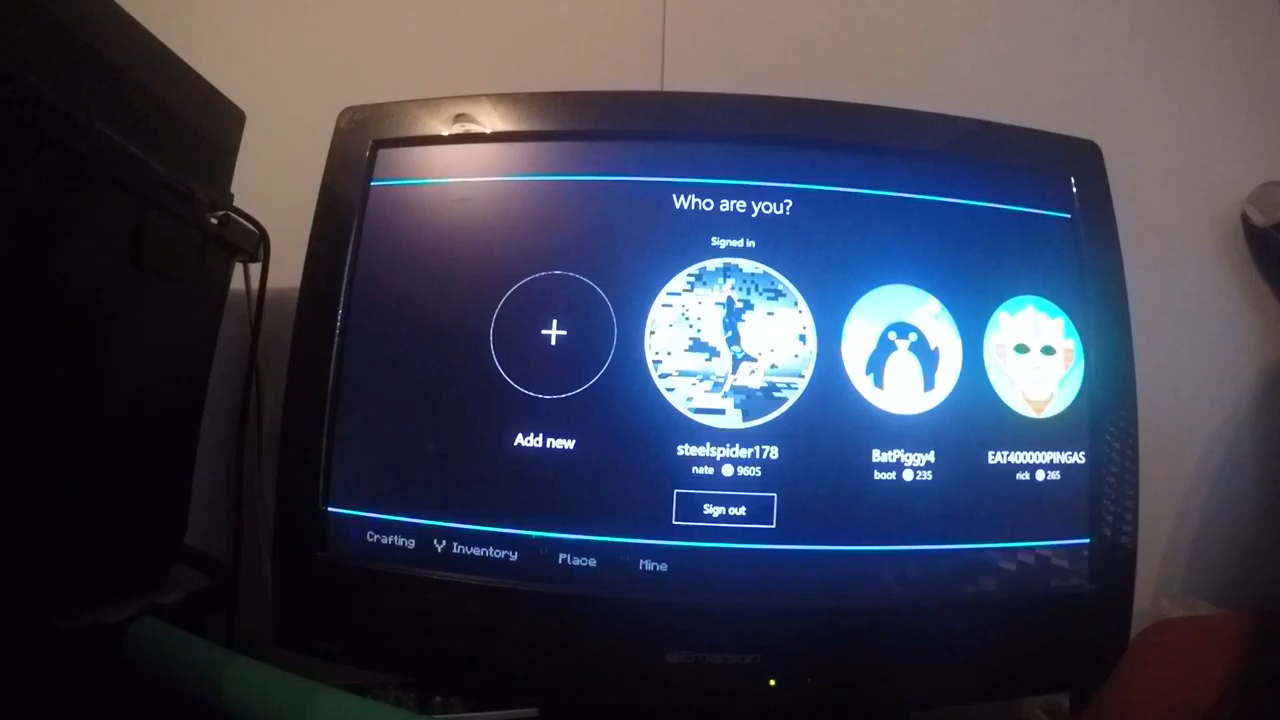 Who are you?
Signed in
Add new
steelspider178
nate 9605
Sign out
BatPiggy4
boot 235
EAT400000PINGAS
rick 265
Crafting Y Inventory Place Mine
EMERSON